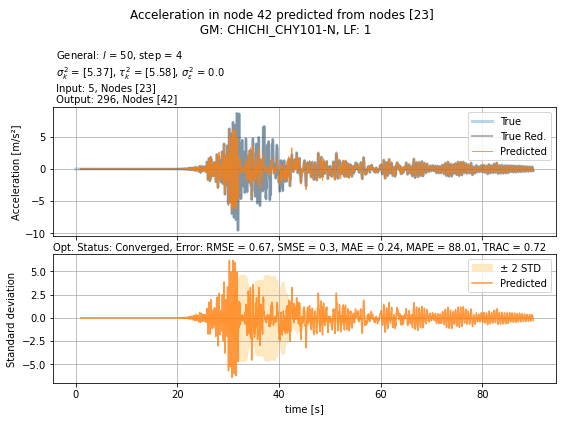 Acceleration in node 42 predicted from nodes [23]
GM: CHICHI_CHY101-N, LF: 1
General: l = 50, step = 4
σ²ₖ = [5.37], τ²ₖ = [5.58], σ²ε = 0.0
Input: 5, Nodes [23]
Output: 296, Nodes [42]
Acceleration [m/s²]
5
0
−5
−10
True
True Red.
Predicted
Opt. Status: Converged, Error: RMSE = 0.67, SMSE = 0.3, MAE = 0.24, MAPE = 88.01, TRAC = 0.72
Standard deviation
5.0
2.5
0.0
−2.5
−5.0
± 2 STD
Predicted
0 20 40 60 80
time [s]